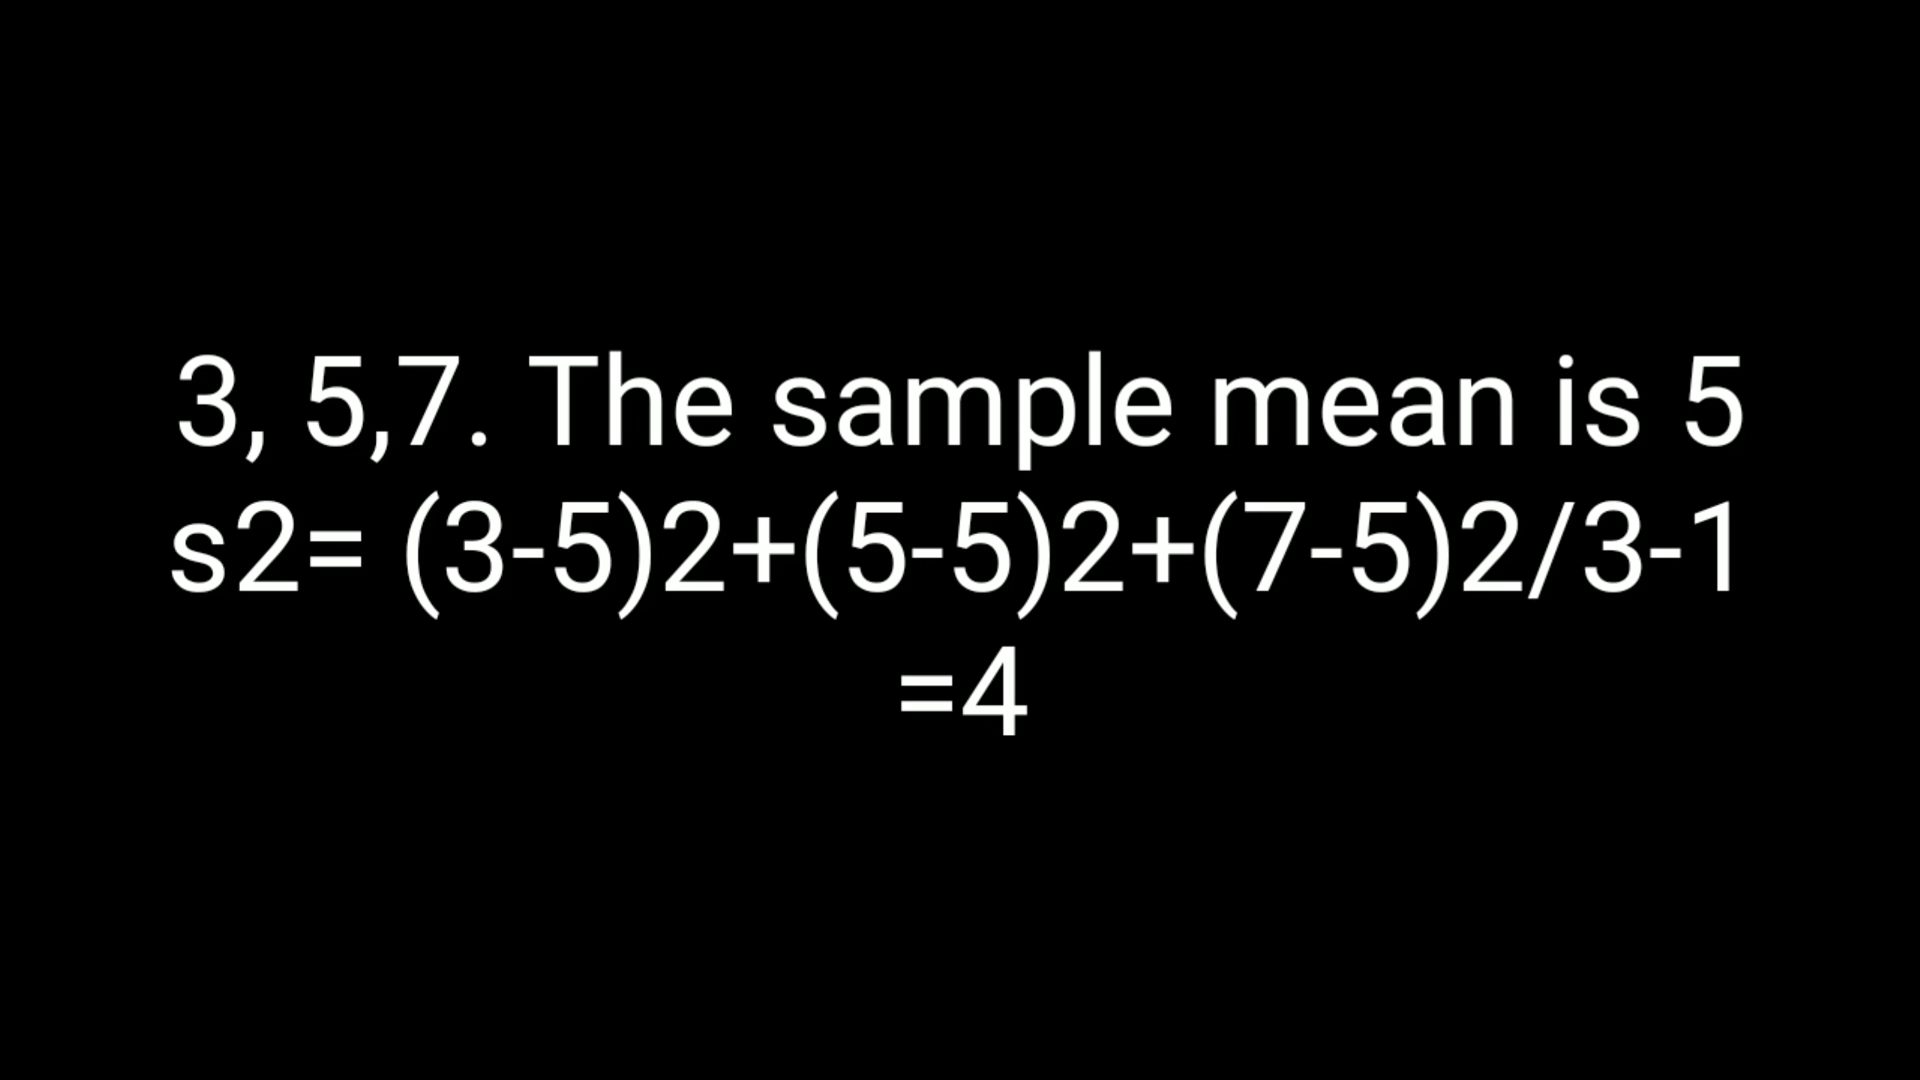 3, 5,7. The sample mean is 5
s2= (3-5)2+(5-5)2+(7-5)2/3-1
=4